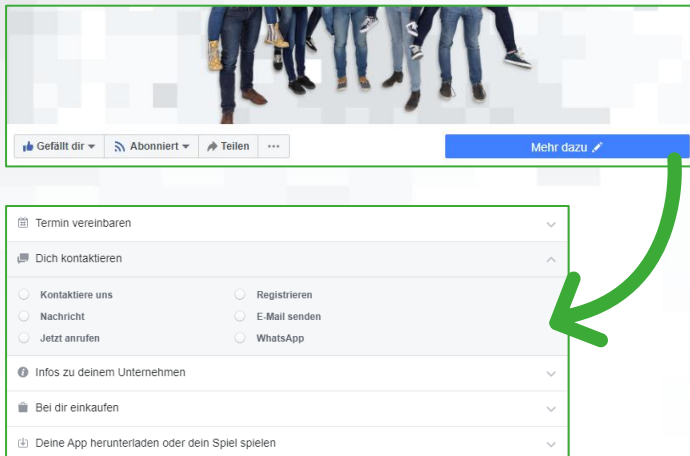 Gefällt dir Abonniert Teilen ... Mehr dazu
Termin vereinbaren
Dich kontaktieren
Kontaktiere uns Registrieren
Nachricht E-Mail senden
Jetzt anrufen WhatsApp
Infos zu deinem Unternehmen
Bei dir einkaufen
Deine App herunterladen oder dein Spiel spielen